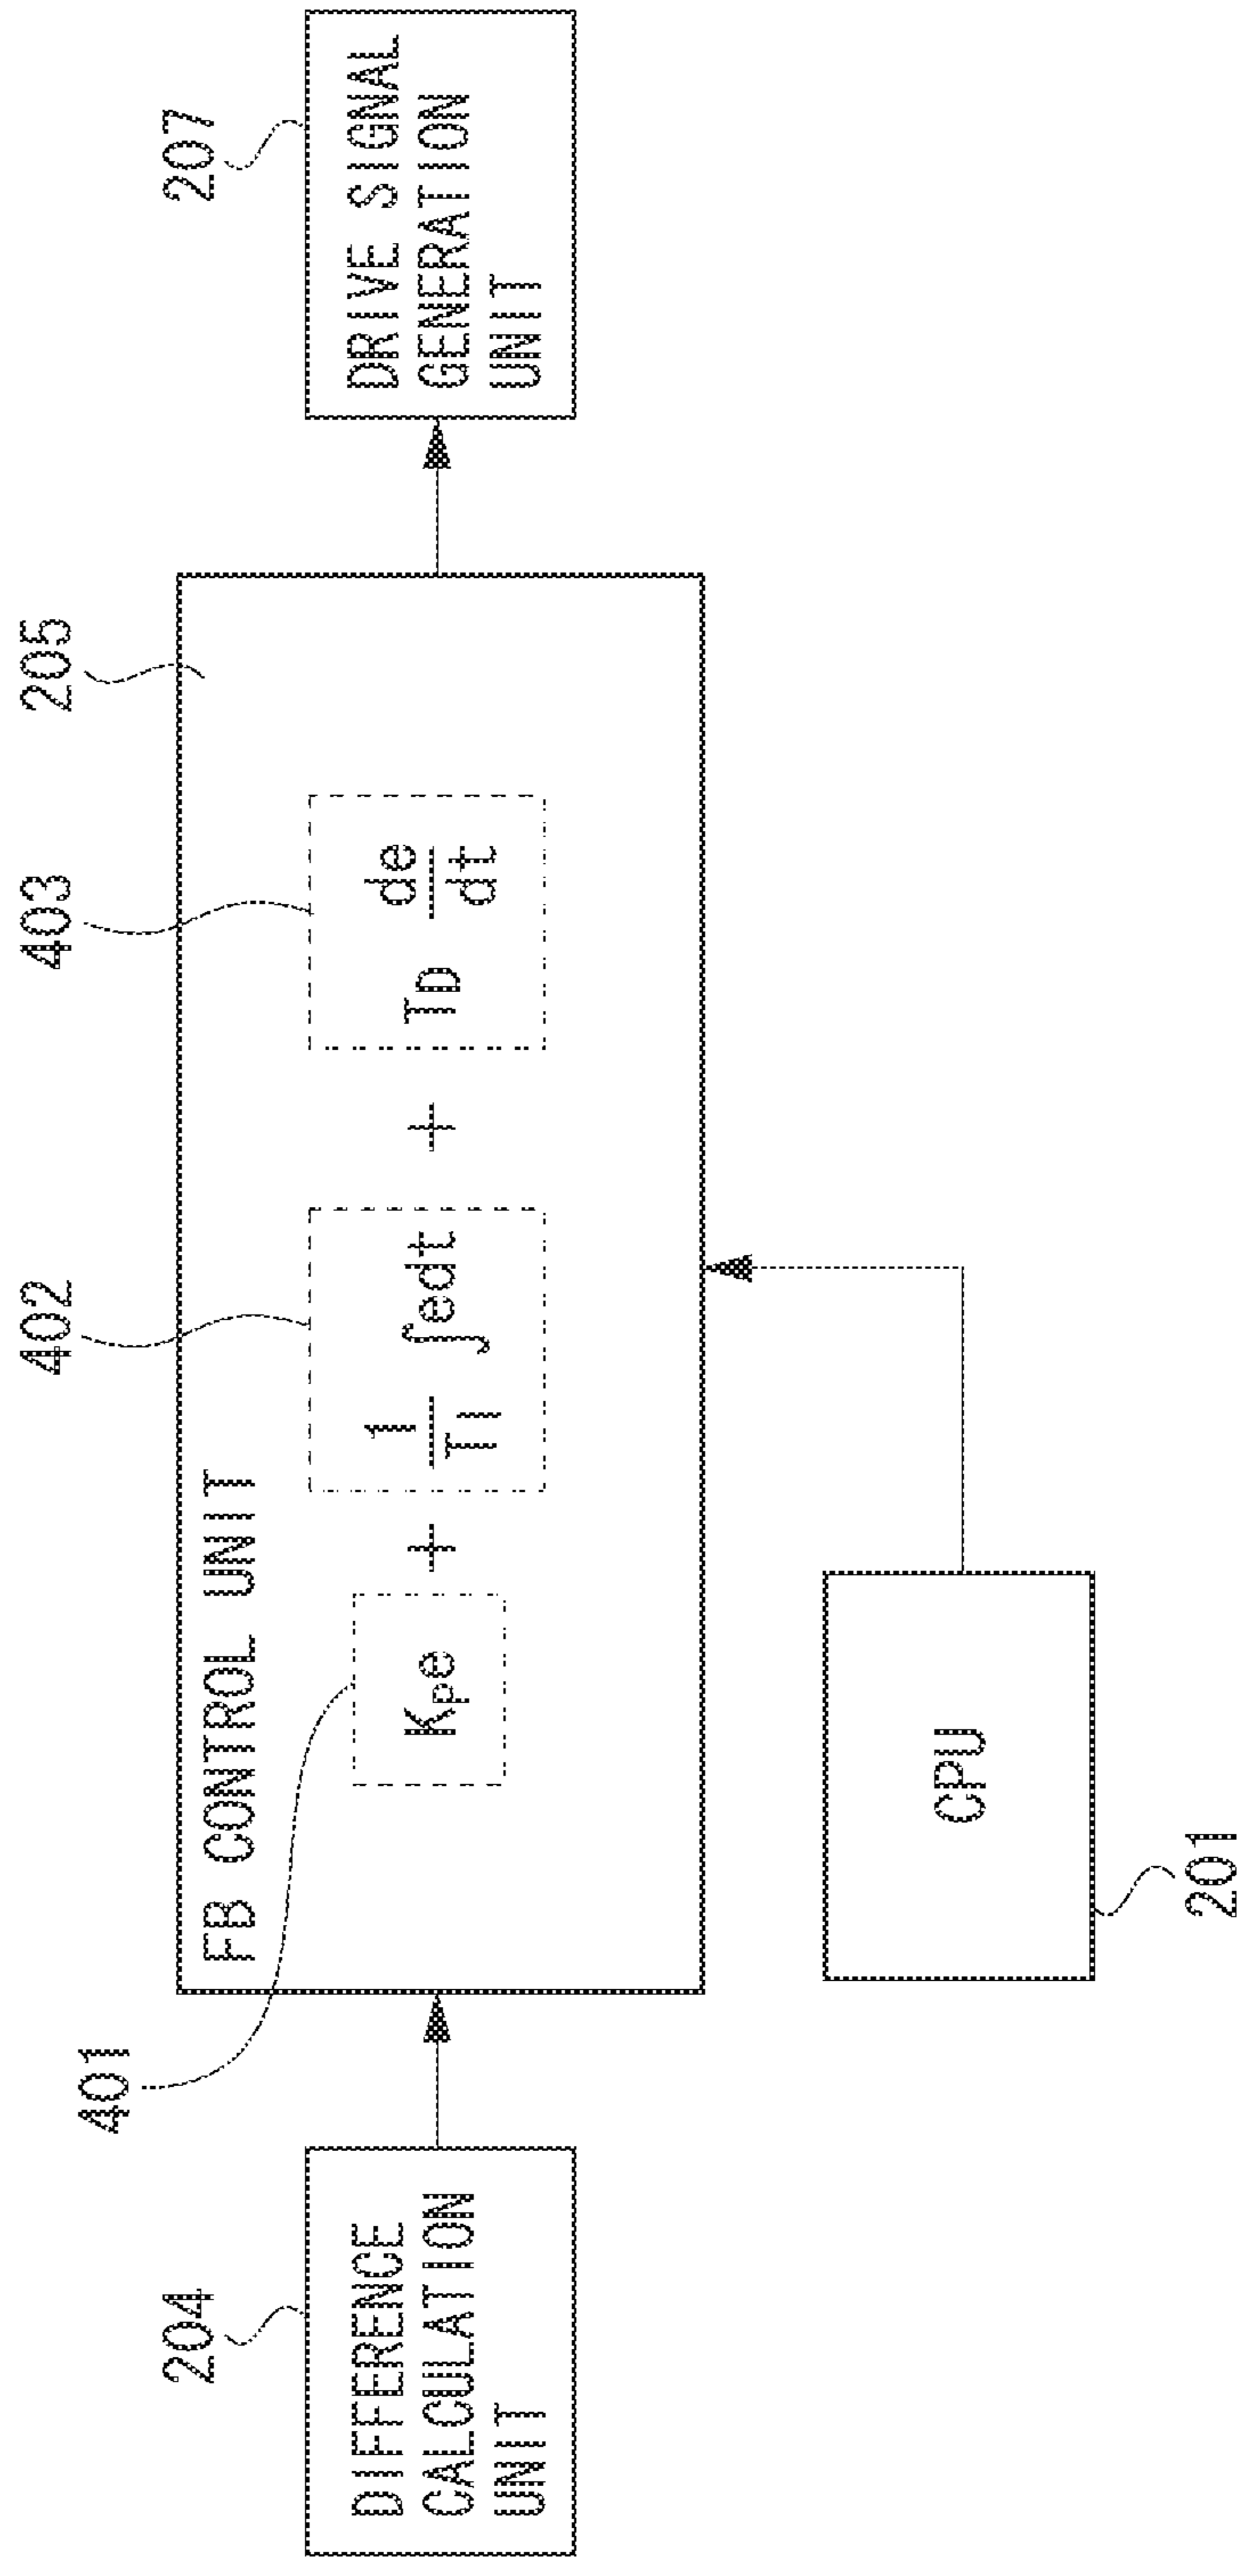 204
DIFFERENCE
CALCULATION
UNIT
401
402
403
205
FB CONTROL UNIT
Kpe + 1/TI ∫edt + TD de/dt
207
DRIVE SIGNAL
GENERATION
UNIT
CPU
201